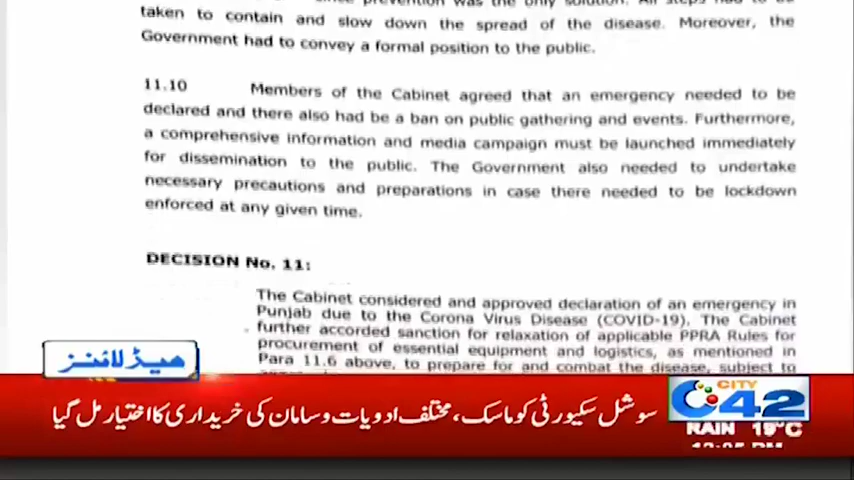 taken to contain and slow down the spread of the disease. Moreover, the
Government had to convey a formal position to the public.
11.10 Members of the Cabinet agreed that an emergency needed to be
declared and there also had be a ban on public gathering and events. Furthermore,
a comprehensive information and media campaign must be launched immediately
for dissemination to the public. The Government also needed to undertake
necessary precautions and preparations in case there needed to be lockdown
enforced at any given time.
DECISION No. 11:
The Cabinet considered and approved declaration of an emergency in
Punjab due to the Corona Virus Disease (COVID-19). The Cabinet
further accorded sanction for relaxation of applicable PPRA Rules for
procurement of essential equipment and logistics, as mentioned in
Para 11.6 above, to prepare for and combat the disease, subject to
ہیڈلائنز
سوشل سکیورٹی کو ماسک، مختلف ادویات و سامان کی خریداری کا اختیار مل گیا
CITY
42
RAIN 19°C